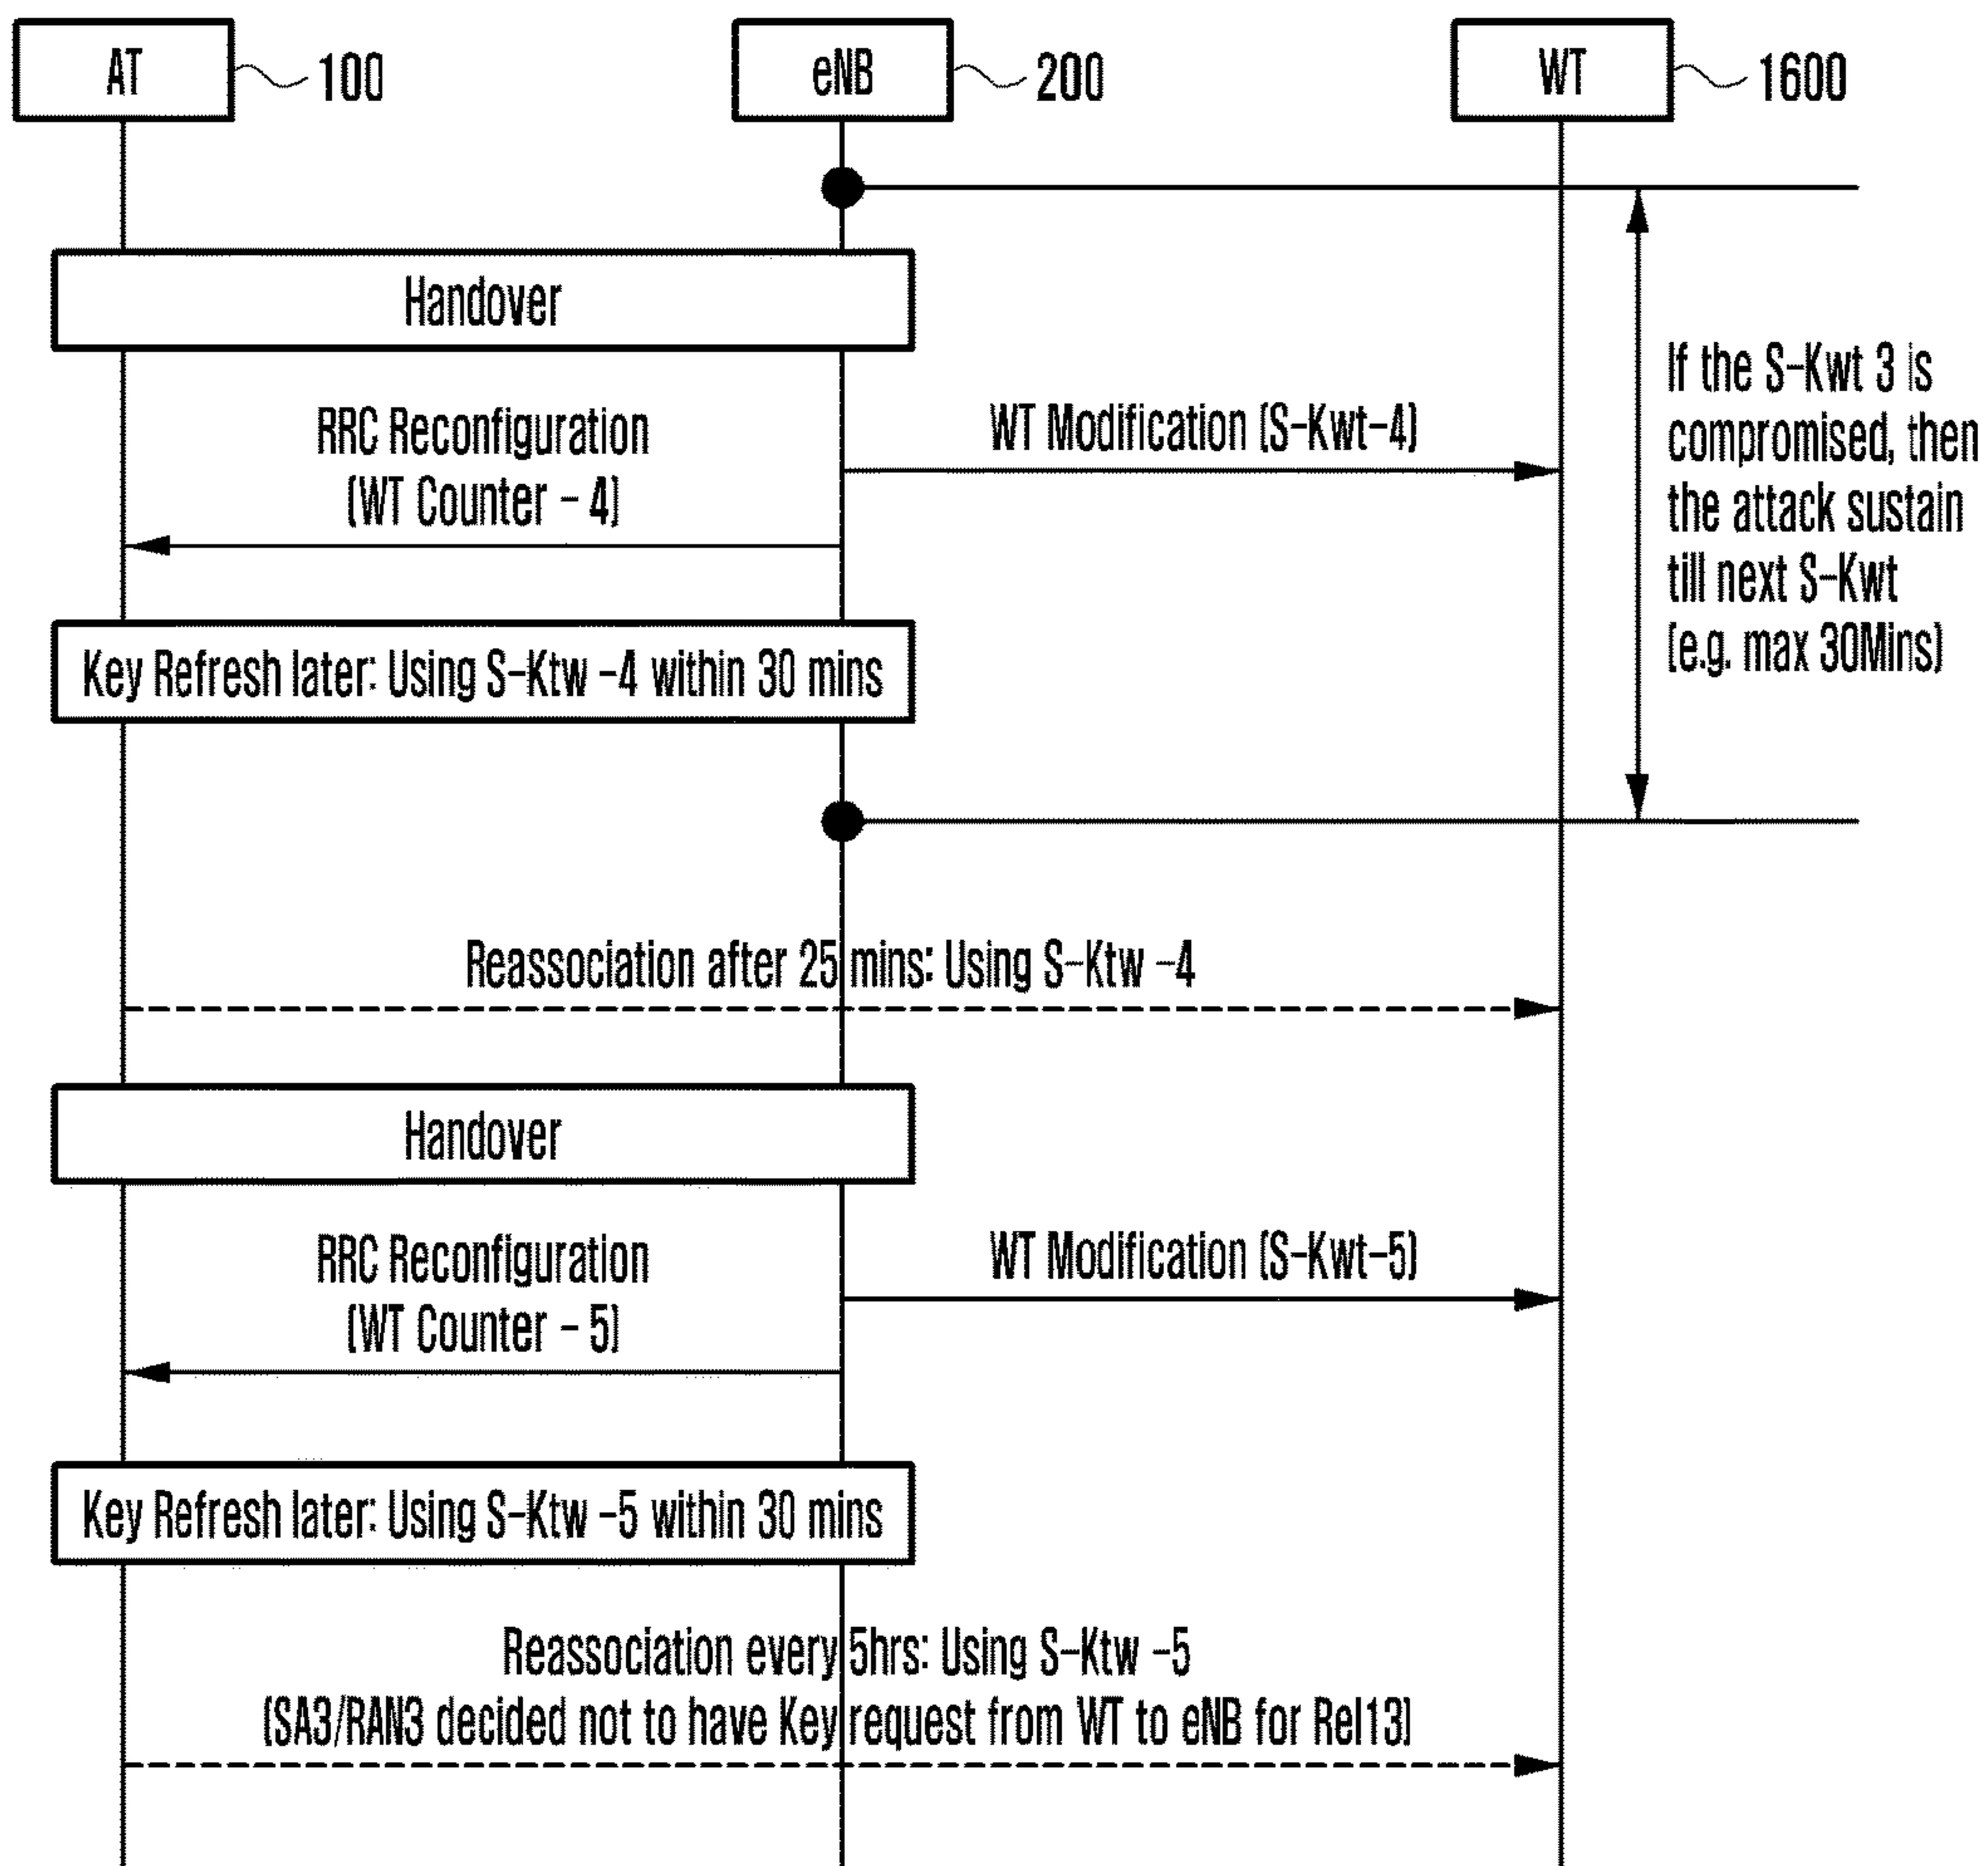 AT
100
eNB
200
WT
1600
Handover
RRC Reconfiguration
(WT Counter - 4)
WT Modification (S-Kwt-4)
If the S-Kwt 3 is
compromised, then
the attack sustain
till next S-Kwt
(e.g. max 30Mins)
Key Refresh later: Using S-Ktw -4 within 30 mins
Reassociation after 25 mins: Using S-Ktw -4
Handover
RRC Reconfiguration
(WT Counter - 5)
WT Modification (S-Kwt-5)
Key Refresh later: Using S-Ktw -5 within 30 mins
Reassociation every 5hrs: Using S-Ktw -5
(SA3/RAN3 decided not to have Key request from WT to eNB for Rel13)